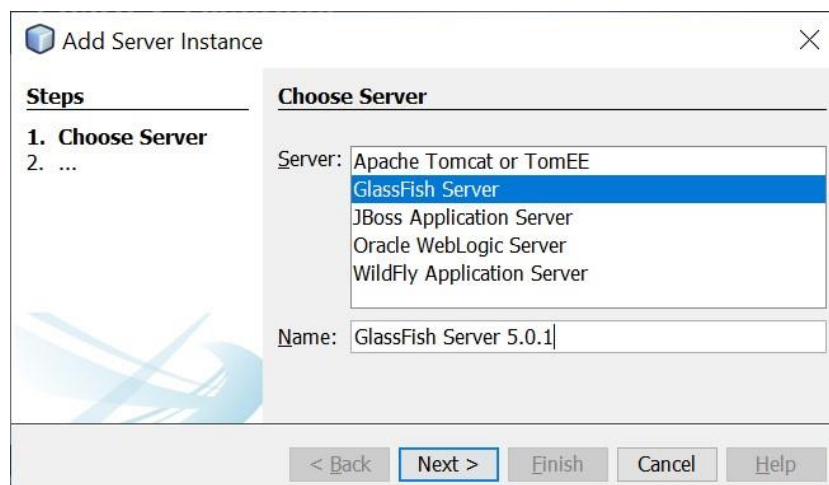 Add Server Instance
Steps
1. Choose Server
2. ...
Choose Server
Server:
Apache Tomcat or TomEE
GlassFish Server
JBoss Application Server
Oracle WebLogic Server
WildFly Application Server
Name: GlassFish Server 5.0.1
< Back Next > Finish Cancel Help